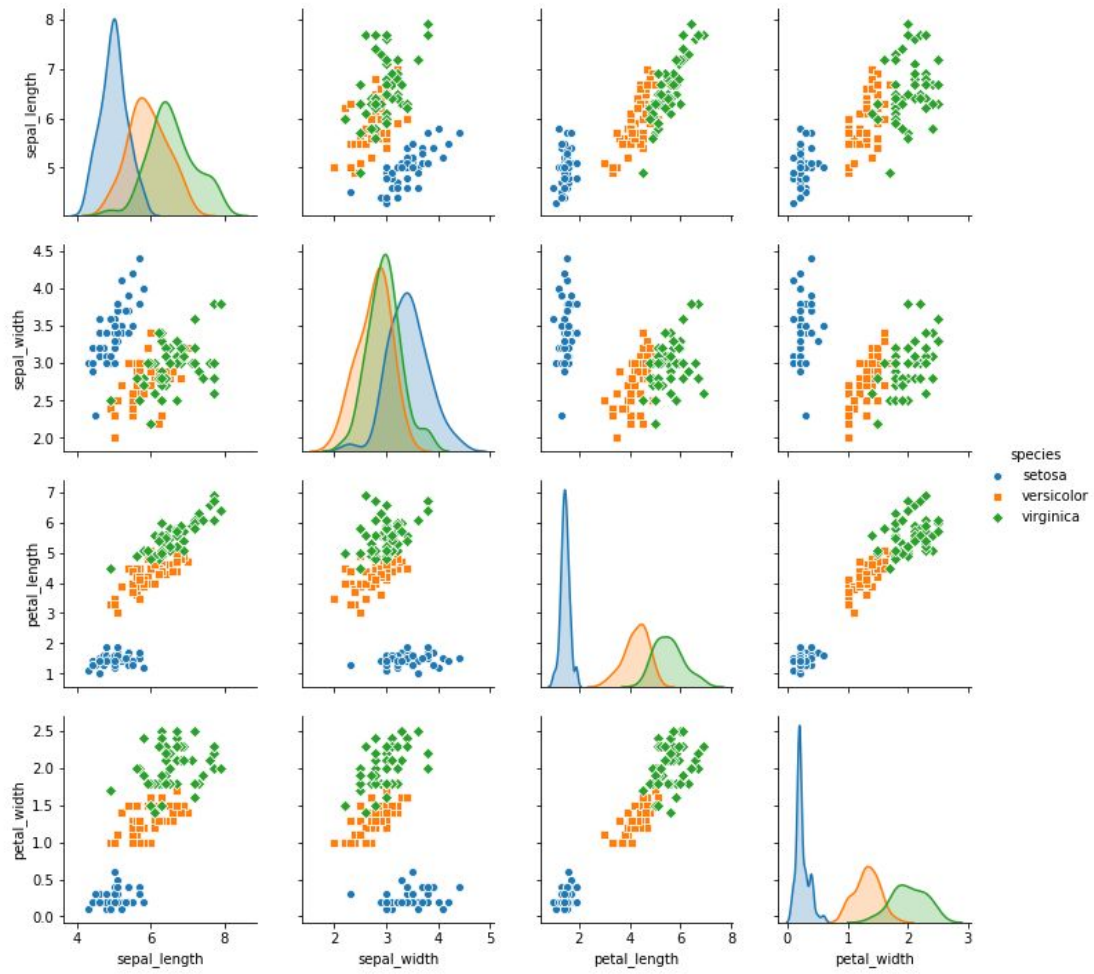 8
7
6
5
sepal_length
4.5
4.0
3.5
3.0
2.5
2.0
sepal_width
species
setosa
versicolor
virginica
7
6
5
4
3
2
1
petal_length
2.5
2.0
1.5
1.0
0.5
0.0
petal_width
4 6 8
2 3 4 5
2 4 6 8
0 1 2 3
sepal_length
sepal_width
petal_length
petal_width